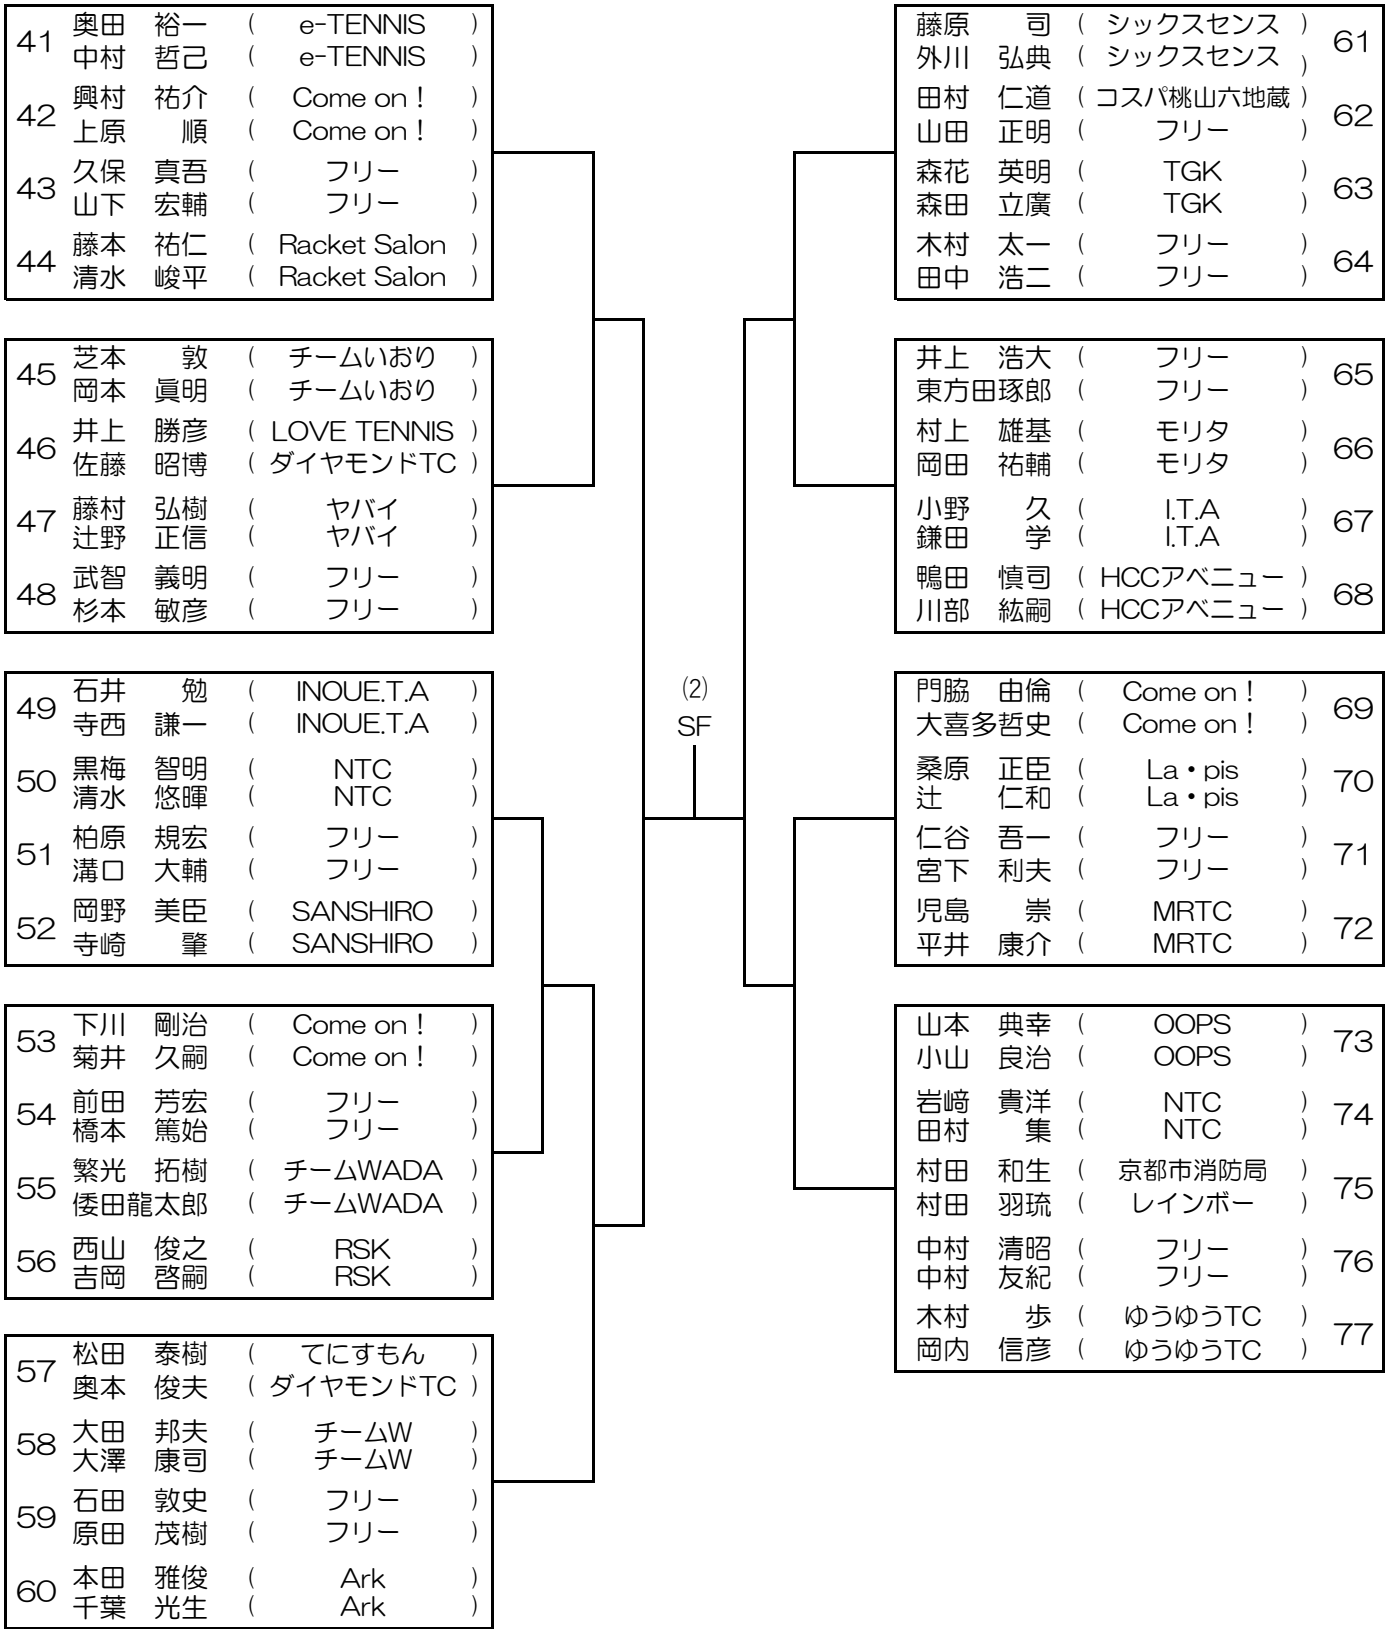 41 奥田 裕一 ( e-TENNIS )
中村 哲己 ( e-TENNIS )
42 興村 祐介 ( Come on！ )
上原 順 ( Come on！ )
43 久保 真吾 ( フリー )
山下 宏輔 ( フリー )
44 藤本 祐仁 ( Racket Salon )
清水 峻平 ( Racket Salon )
45 芝本 敦 ( チームいおり )
岡本 眞明 ( チームいおり )
46 井上 勝彦 ( LOVE TENNIS )
佐藤 昭博 ( ダイヤモンドTC )
47 藤村 弘樹 ( ヤバイ )
辻野 正信 ( ヤバイ )
48 武智 義明 ( フリー )
杉本 敏彦 ( フリー )
49 石井 勉 ( INOUE.T.A )
寺西 謙一 ( INOUE.T.A )
50 黒梅 智明 ( NTC )
清水 悠暉 ( NTC )
51 柏原 規宏 ( フリー )
溝口 大輔 ( フリー )
52 岡野 美臣 ( SANSHIRO )
寺崎 肇 ( SANSHIRO )
53 下川 剛治 ( Come on！ )
菊井 久嗣 ( Come on！ )
54 前田 芳宏 ( フリー )
橋本 篤始 ( フリー )
55 繁光 拓樹 ( チームWADA )
倭田龍太郎 ( チームWADA )
56 西山 俊之 ( RSK )
吉岡 啓嗣 ( RSK )
57 松田 泰樹 ( てにすもん )
奥本 俊夫 ( ダイヤモンドTC )
58 大田 邦夫 ( チームW )
大澤 康司 ( チームW )
59 石田 敦史 ( フリー )
原田 茂樹 ( フリー )
60 本田 雅俊 ( Ark )
千葉 光生 ( Ark )
(2)
SF
藤原 司 ( シックスセンス ) 61
外川 弘典 ( シックスセンス )
田村 仁道 ( コスパ桃山六地蔵 ) 62
山田 正明 ( フリー )
森花 英明 ( TGK ) 63
森田 立廣 ( TGK )
木村 太一 ( フリー ) 64
田中 浩二 ( フリー )
井上 浩大 ( フリー ) 65
東方田琢郎 ( フリー )
村上 雄基 ( モリタ ) 66
岡田 祐輔 ( モリタ )
小野 久 ( I.T.A ) 67
鎌田 学 ( I.T.A )
鴨田 慎司 ( HCCアベニュー ) 68
川部 紘嗣 ( HCCアベニュー )
門脇 由倫 ( Come on！ ) 69
大喜多哲史 ( Come on！ )
桑原 正臣 ( La・pis ) 70
辻 仁和 ( La・pis )
仁谷 吾一 ( フリー ) 71
宮下 利夫 ( フリー )
児島 崇 ( MRTC ) 72
平井 康介 ( MRTC )
山本 典幸 ( OOPS ) 73
小山 良治 ( OOPS )
岩﨑 貴洋 ( NTC ) 74
田村 集 ( NTC )
村田 和生 ( 京都市消防局 ) 75
村田 羽琉 ( レインボー )
中村 清昭 ( フリー ) 76
中村 友紀 ( フリー )
木村 歩 ( ゆうゆうTC ) 77
岡内 信彦 ( ゆうゆうTC )